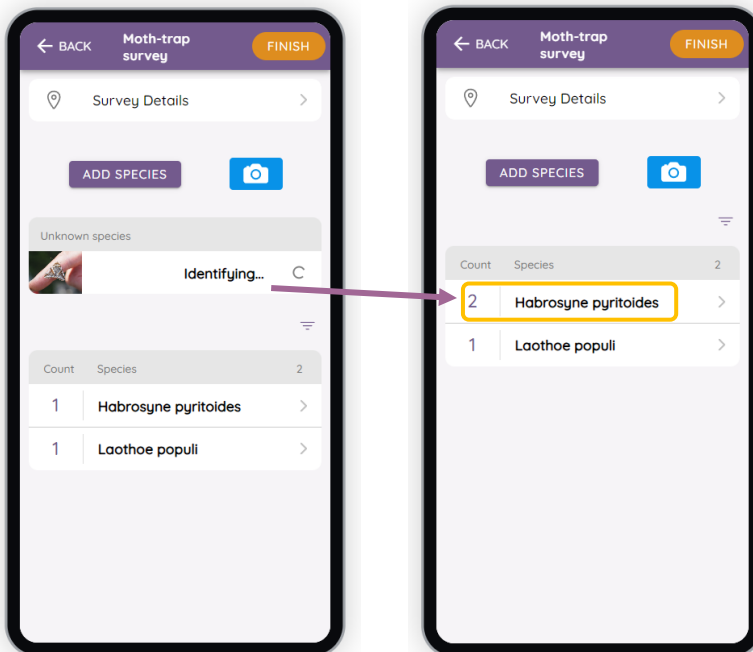 BACK
Moth-trap
survey
FINISH
Survey Details
ADD SPECIES
Unknown species
Identifying...
Count Species 2
1 Habrosyne pyritoides
1 Laothoe populi
BACK
Moth-trap
survey
FINISH
Survey Details
ADD SPECIES
Count Species 2
2 Habrosyne pyritoides
1 Laothoe populi